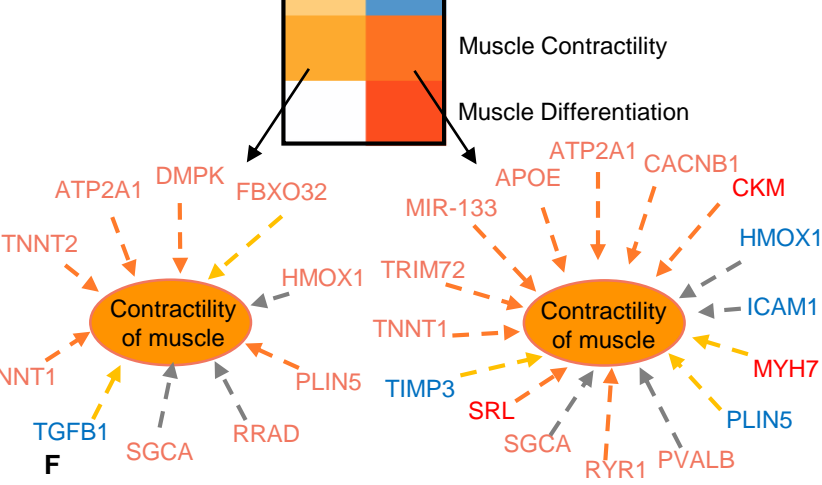 Muscle Contractility
Muscle Differentiation
ATP2A1
DMPK
FBXO32
TNNT2
HMOX1
Contractility
of muscle
NNT1
PLIN5
TGFB1
SGCA
RRAD
F
ATP2A1
CACNB1
APOE
CKM
MIR-133
HMOX1
TRIM72
ICAM1
Contractility
of muscle
TNNT1
MYH7
TIMP3
PLIN5
SRL
SGCA
RYR1
PVALB